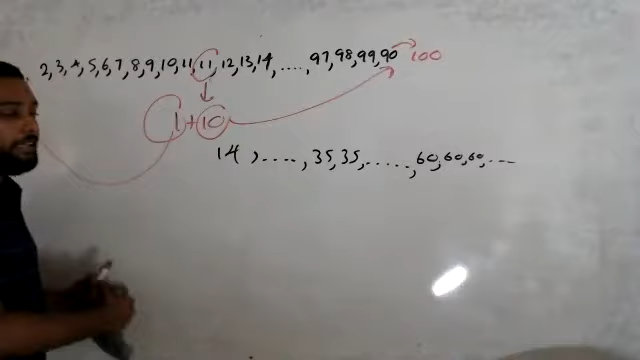 2, 3, 4, 5, 6, 7, 8, 9, 10, 11, 11, 12, 13, 14, ....., 97, 98, 99, 90 100
1 + 10
14 , ...., 35, 35, ....., 60, 60, 60, ...